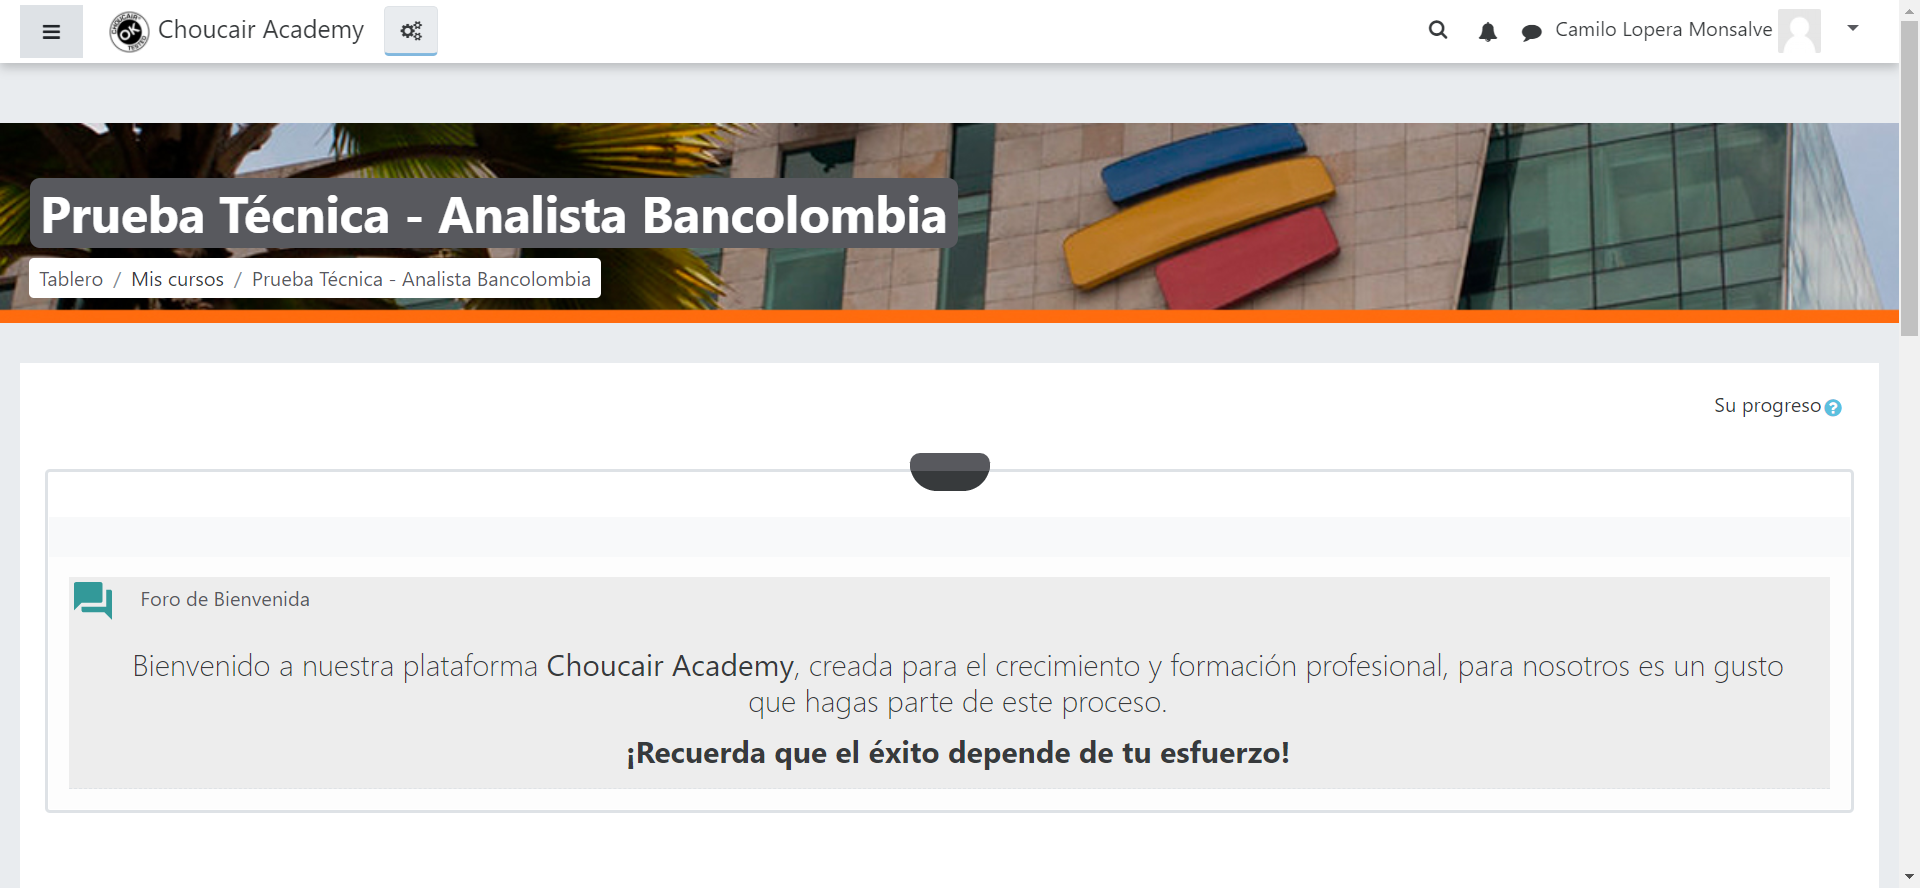 Choucair Academy
Camilo Lopera Monsalve
Prueba Técnica - Analista Bancolombia
Tablero / Mis cursos / Prueba Técnica - Analista Bancolombia
Su progreso
Foro de Bienvenida
Bienvenido a nuestra plataforma Choucair Academy, creada para el crecimiento y formación profesional, para nosotros es un gusto
que hagas parte de este proceso.
¡Recuerda que el éxito depende de tu esfuerzo!